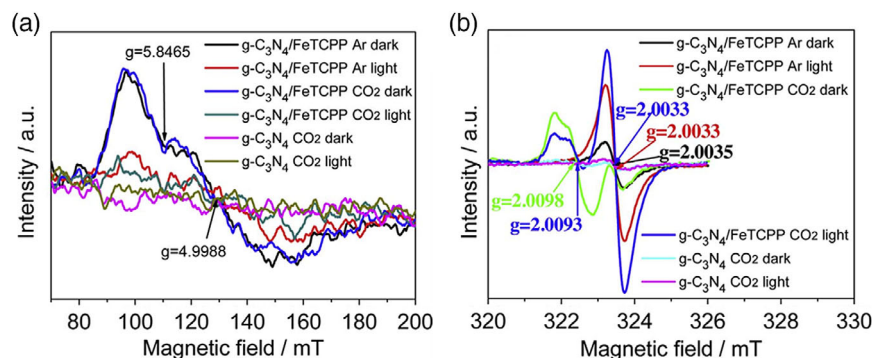 (a)
g=5.8465
g-C₃N₄/FeTCPP Ar dark
g-C₃N₄/FeTCPP Ar light
g-C₃N₄/FeTCPP CO₂ dark
g-C₃N₄/FeTCPP CO₂ light
g-C₃N₄ CO₂ dark
g-C₃N₄ CO₂ light
g=4.9988
Intensity / a.u.
80 100 120 140 160 180 200
Magnetic field / mT
(b)
g-C₃N₄/FeTCPP Ar dark
g-C₃N₄/FeTCPP Ar light
g-C₃N₄/FeTCPP CO₂ dark
g=2.0033
g=2.0033
g=2.0035
g=2.0098
g=2.0093
g-C₃N₄/FeTCPP CO₂ light
g-C₃N₄ CO₂ dark
g-C₃N₄ CO₂ light
Intensity / a.u.
320 322 324 326 328 330
Magnetic field / mT